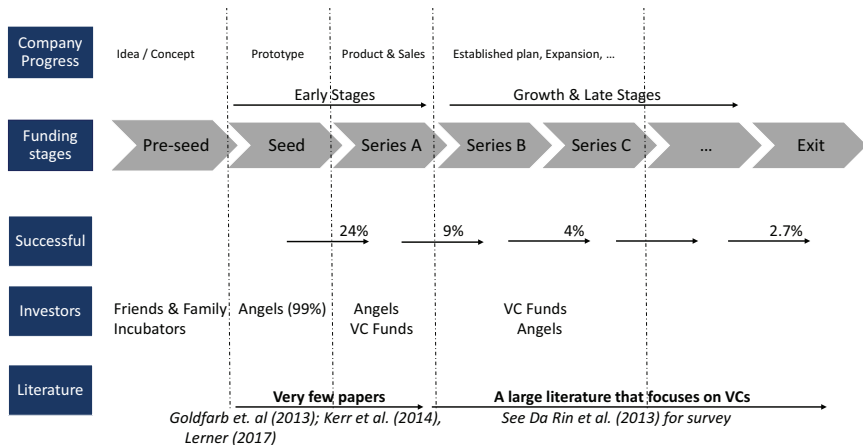 Company
Progress
Idea / Concept
Prototype
Product & Sales
Established plan, Expansion, ...
Early Stages
Growth & Late Stages
Funding
stages
Pre-seed
Seed
Series A
Series B
Series C
...
Exit
Successful
24%
9%
4%
2.7%
Investors
Friends & Family
Incubators
Angels (99%)
Angels
VC Funds
VC Funds
Angels
Literature
Very few papers
Goldfarb et. al (2013); Kerr et al. (2014),
Lerner (2017)
A large literature that focuses on VCs
See Da Rin et al. (2013) for survey